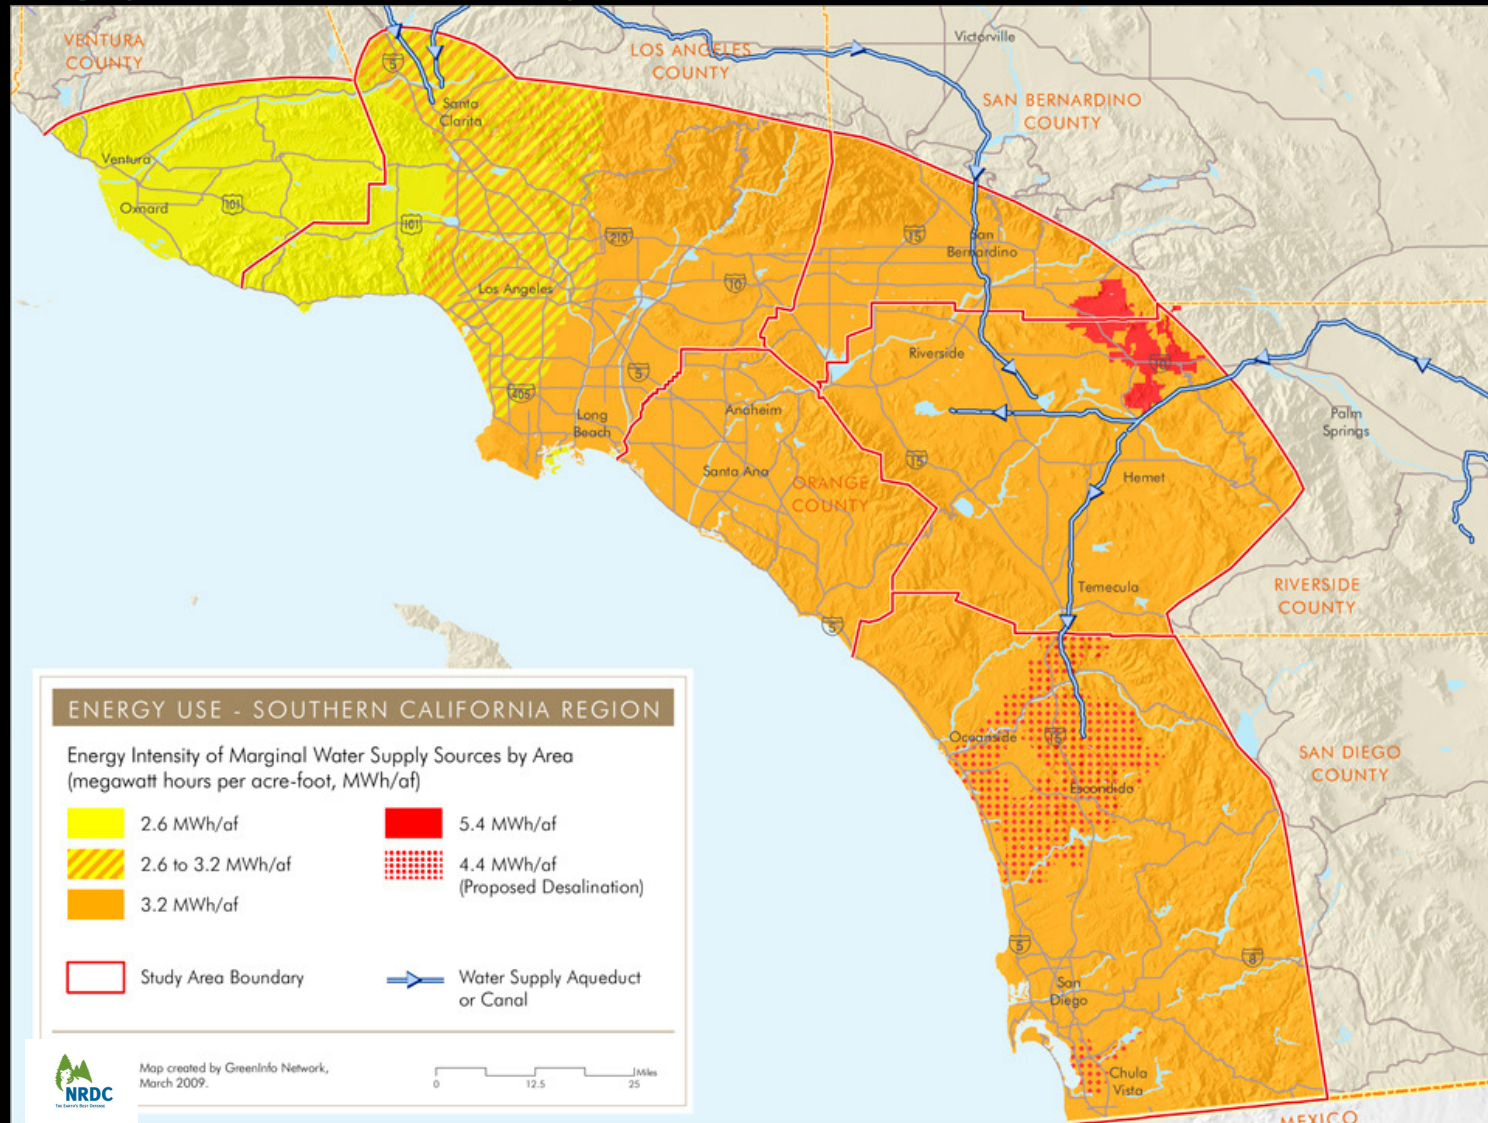 VENTURA
COUNTY
LOS ANGELES
COUNTY
Victorville
SAN BERNARDINO
COUNTY
5
Santa
Clarita
Ventura
Oxnard
101
101
210
15
San
Bernardino
10
Los Angeles
Riverside
10
5
405
Long
Beach
Anaheim
Palm
Springs
Santa Ana
ORANGE
COUNTY
15
Hemet
Temecula
RIVERSIDE
COUNTY
5
Oceanside
15
Escondido
SAN DIEGO
COUNTY
5
8
San
Diego
Chula
Vista
MEXICO
ENERGY USE - SOUTHERN CALIFORNIA REGION
Energy Intensity of Marginal Water Supply Sources by Area
(megawatt hours per acre-foot, MWh/af)
2.6 MWh/af
2.6 to 3.2 MWh/af
3.2 MWh/af
5.4 MWh/af
4.4 MWh/af
(Proposed Desalination)
Study Area Boundary
Water Supply Aqueduct
or Canal
NRDC
The Earth's Best Defense
Map created by GreenInfo Network,
March 2009.
Miles
0 12.5 25